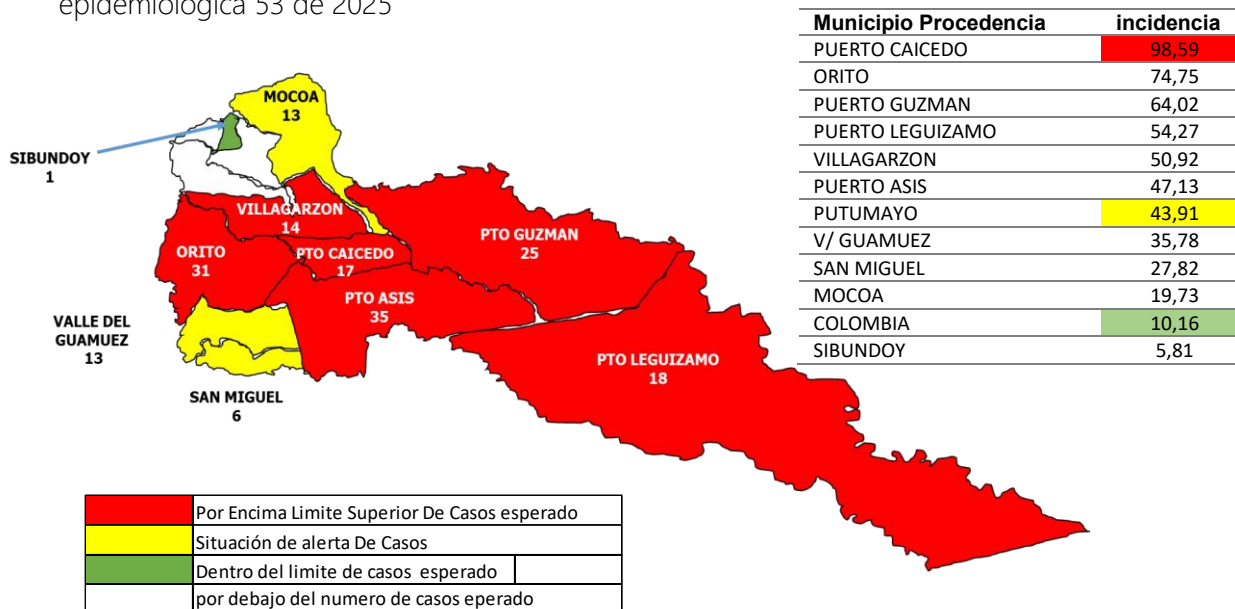 epidemiológica 53 de 2025
Municipio Procedencia incidencia
PUERTO CAICEDO 98,59
ORITO 74,75
PUERTO GUZMAN 64,02
PUERTO LEGUIZAMO 54,27
VILLAGARZON 50,92
PUERTO ASIS 47,13
PUTUMAYO 43,91
V/ GUAMUEZ 35,78
SAN MIGUEL 27,82
MOCOA 19,73
COLOMBIA 10,16
SIBUNDOY 5,81
MOCOA
13
SIBUNDOY
1
VILLAGARZON
14
ORITO
31
PTO CAICEDO
17
PTO GUZMAN
25
PTO ASIS
35
VALLE DEL
GUAMUEZ
13
PTO LEGUIZAMO
18
SAN MIGUEL
6
Por Encima Limite Superior De Casos esperado
Situación de alerta De Casos
Dentro del limite de casos esperado
por debajo del numero de casos eperado